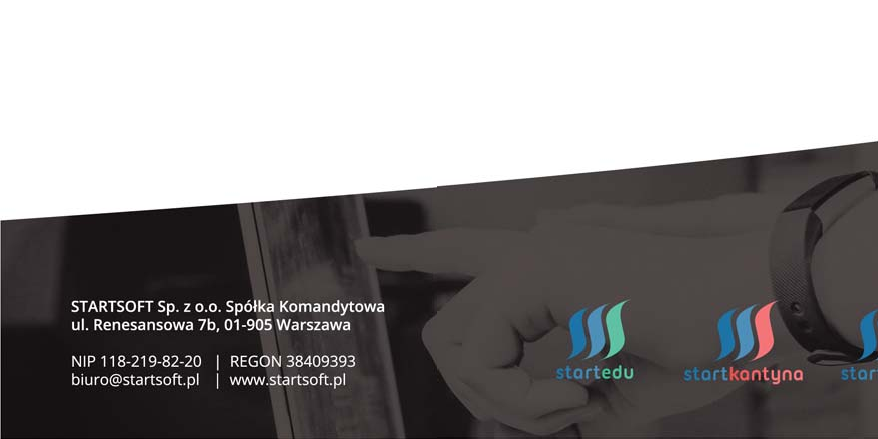 STARTSOFT Sp. z o.o. Spółka Komandytowa
ul. Renesansowa 7b, 01-905 Warszawa
NIP 118-219-82-20 | REGON 38409393
biuro@startsoft.pl | www.startsoft.pl
startedu
startkantyna
star